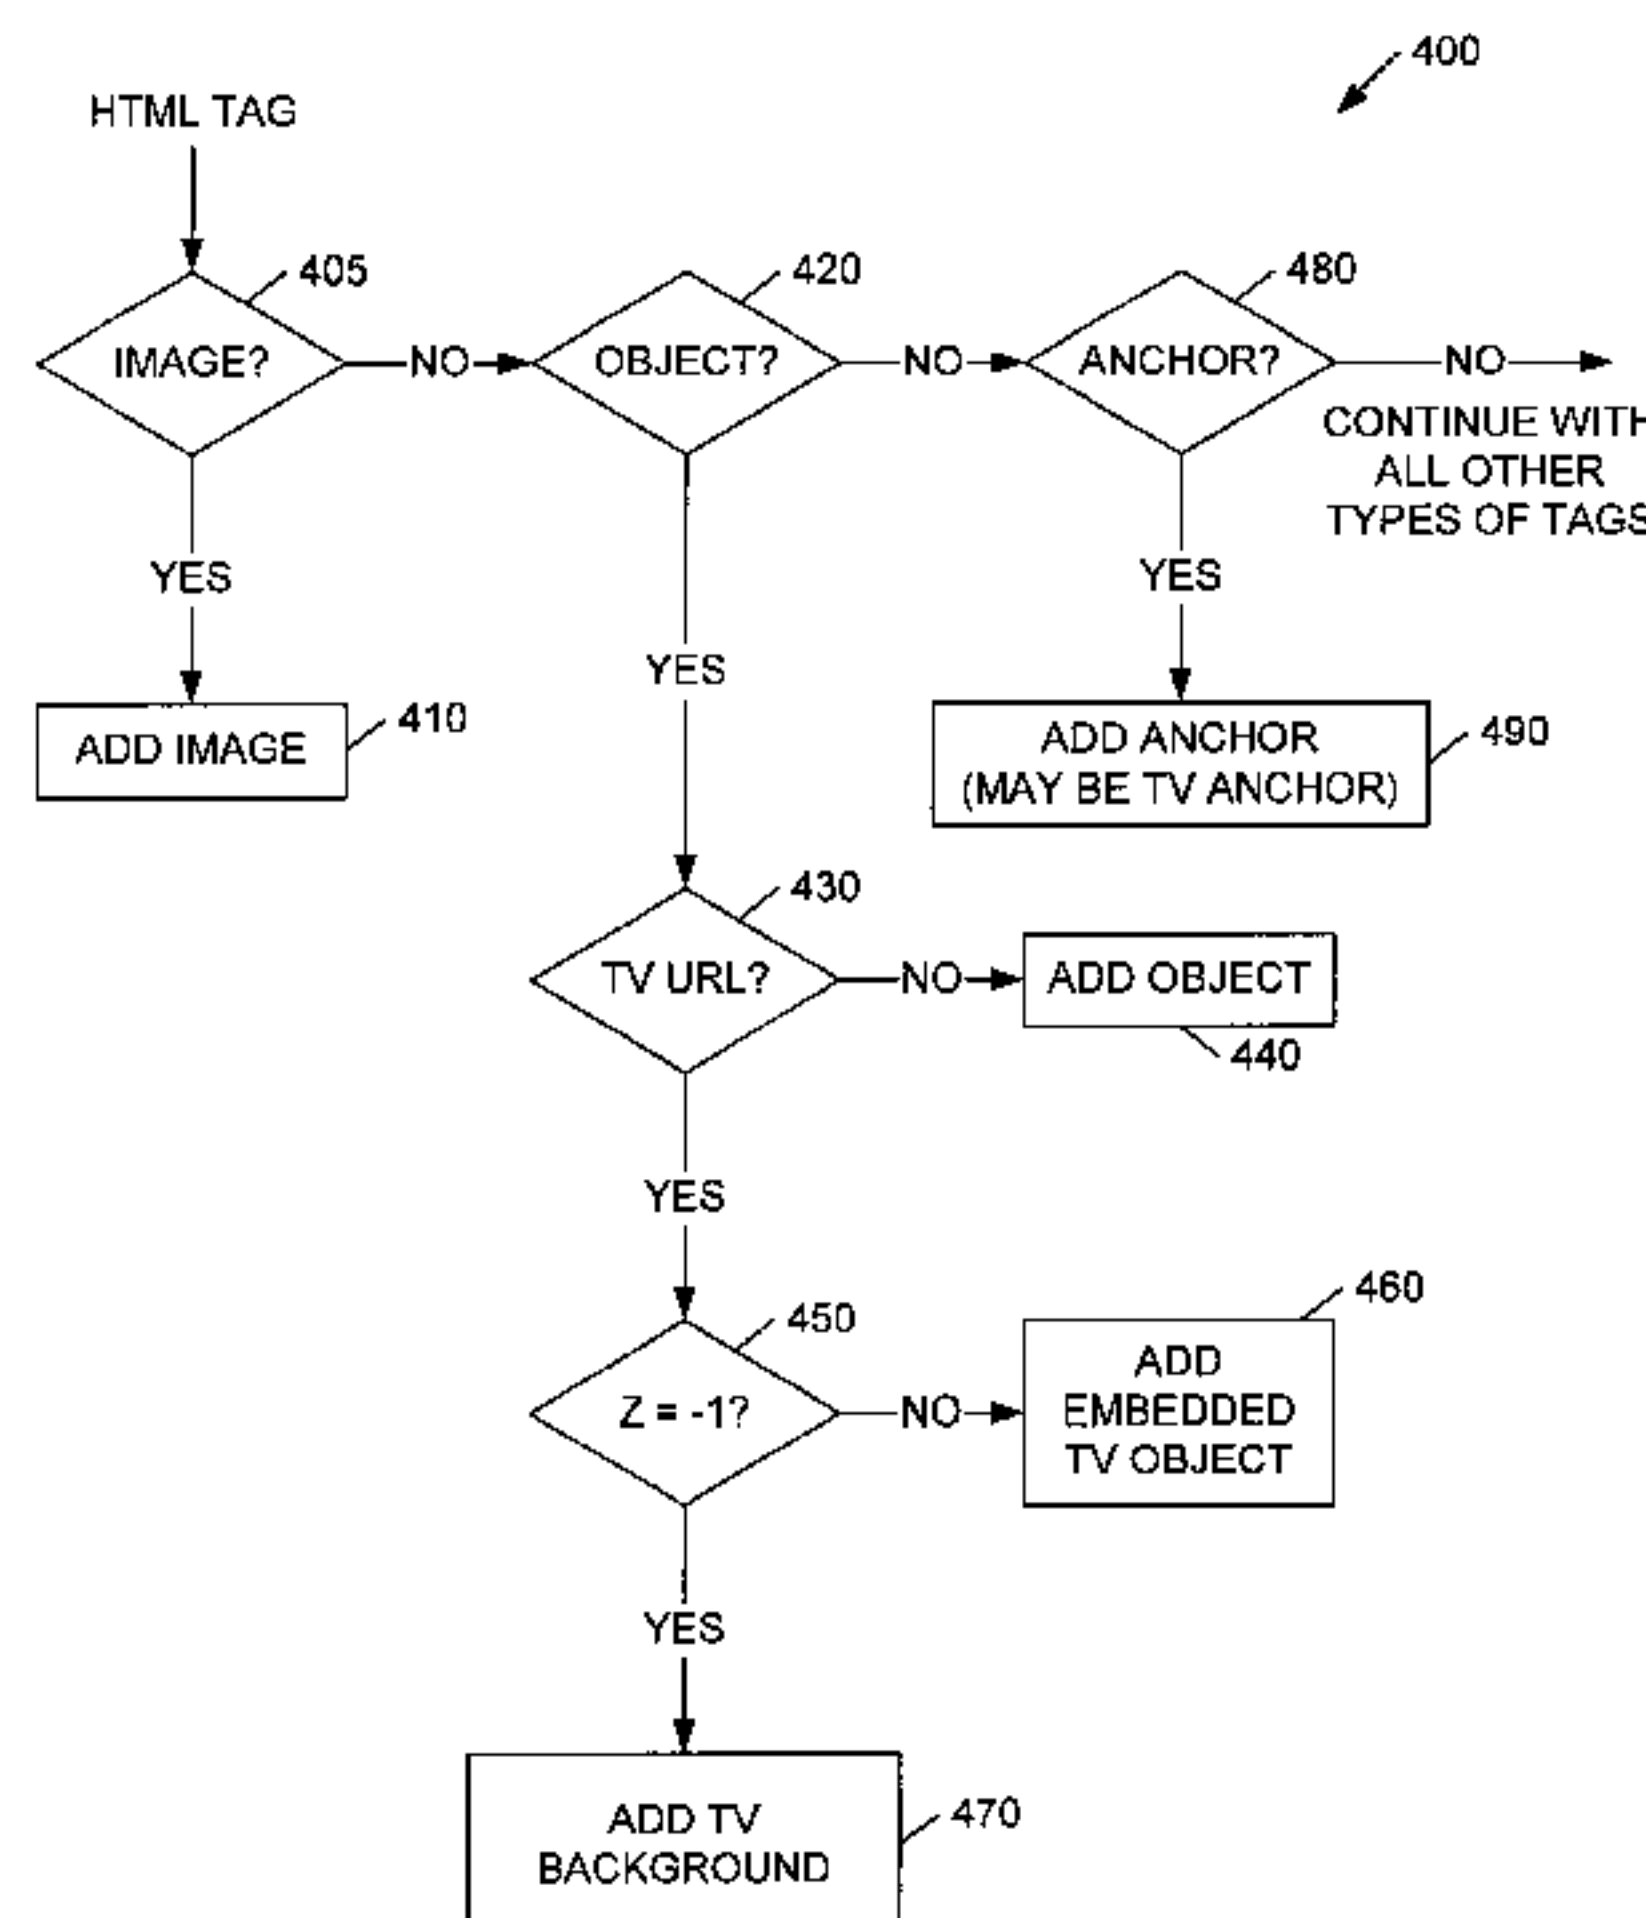 400
HTML TAG
405
420
480
IMAGE?
NO
OBJECT?
NO
ANCHOR?
NO
CONTINUE WITH
ALL OTHER
TYPES OF TAGS
YES
YES
YES
ADD IMAGE
410
ADD ANCHOR
(MAY BE TV ANCHOR)
490
430
TV URL?
NO
ADD OBJECT
440
YES
450
460
Z = -1?
NO
ADD
EMBEDDED
TV OBJECT
YES
ADD TV
BACKGROUND
470